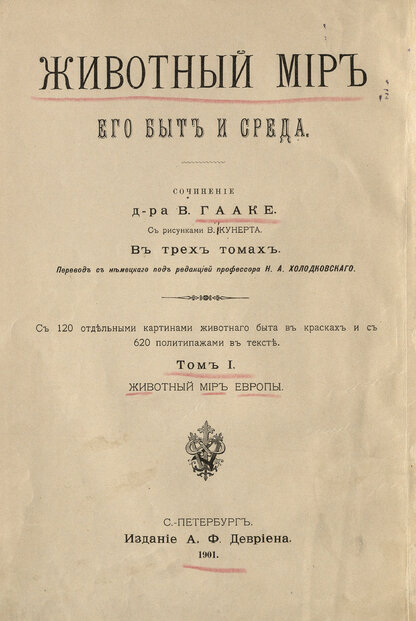 ЖИВОТНЫЙ МІРЪ
ЕГО БЫТЪ И СРЕДА.
СОЧИНЕНІЕ
д-ра В. ГААКЕ.
Съ рисунками В. КУНЕРТА.
Въ трехъ томахъ.
Переводъ съ нѣмецкаго подъ редакціей профессора Н. А. ХОЛОДКОВСКАГО.
Съ 120 отдѣльными картинами животнаго быта въ краскахъ и съ
620 политипажами въ текстѣ.
Томъ I.
ЖИВОТНЫЙ МІРЪ ЕВРОПЫ.
С.-ПЕТЕРБУРГЪ.
Изданіе А. Ф. Девріена.
1901.